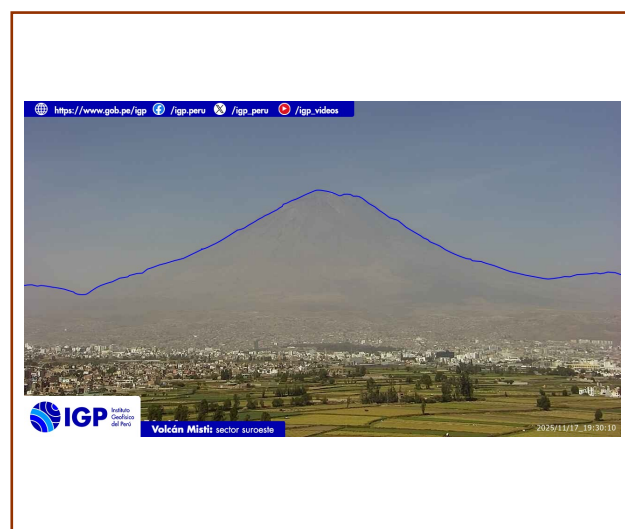 https://www.gob.pe/igp /igp.peru /igp_peru /igp_videos
IGP
Instituto
Geofísico
del Perú
Volcán Misti: sector suroeste
2025/11/17_19:30:10